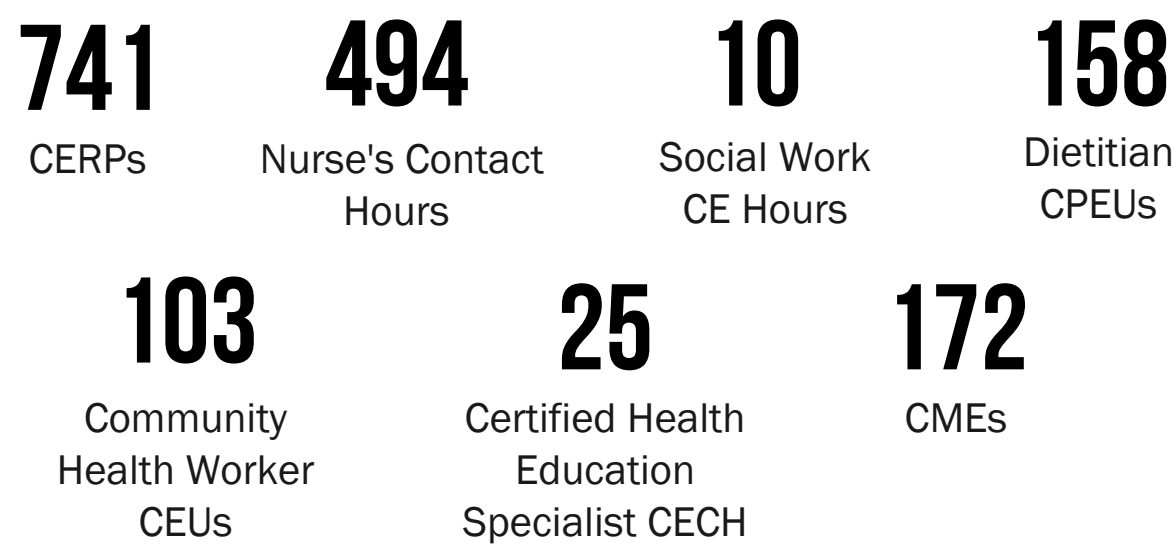 741
CERPs
494
Nurse's Contact
Hours
10
Social Work
CE Hours
158
Dietitian
CPEUs
103
Community
Health Worker
CEUs
25
Certified Health
Education
Specialist CECH
172
CMEs